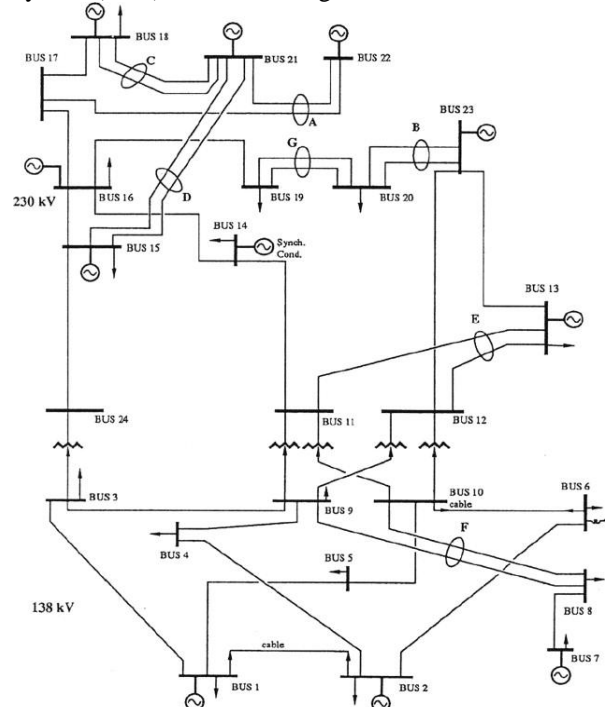 BUS 18
BUS 17
C
BUS 21
BUS 22
A
BUS 23
B
G
BUS 16
D
BUS 19
BUS 20
230 kV
BUS 15
BUS 14
Synch.
Cond.
BUS 13
E
BUS 24
BUS 11
BUS 12
BUS 3
BUS 9
BUS 10
cable
BUS 6
F
BUS 4
BUS 5
BUS 8
138 kV
cable
BUS 7
BUS 1
BUS 2